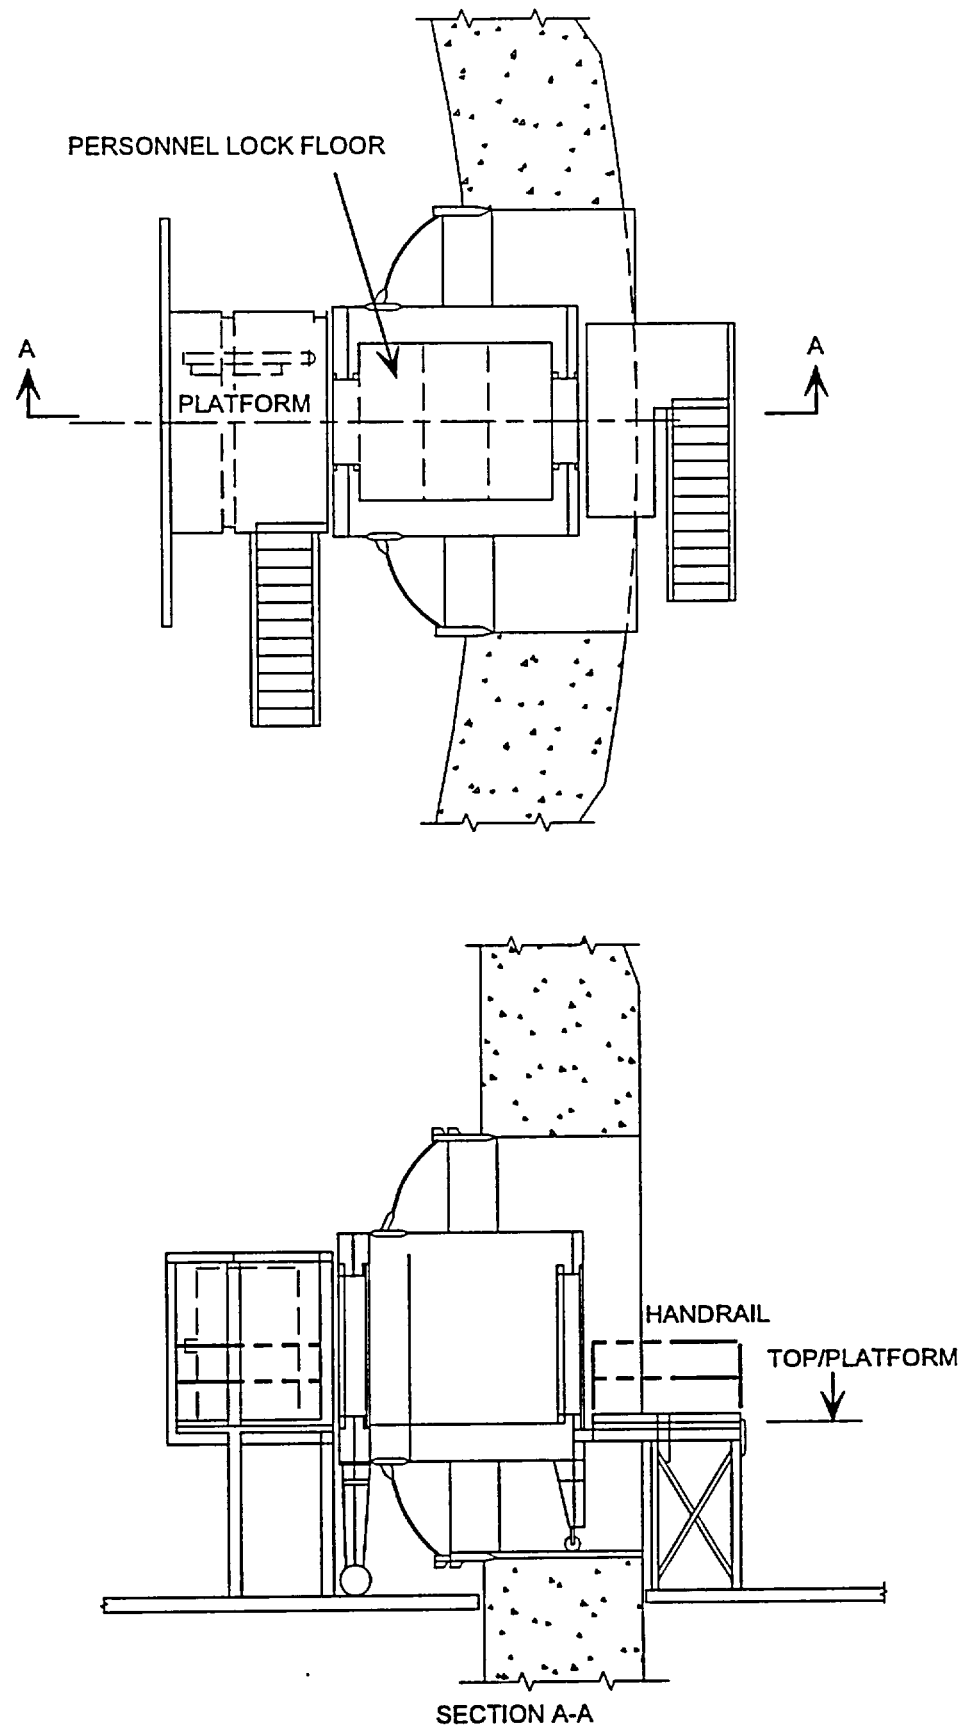 PERSONNEL LOCK FLOOR
A
A
PLATFORM
HANDRAIL
TOP/PLATFORM
SECTION A-A